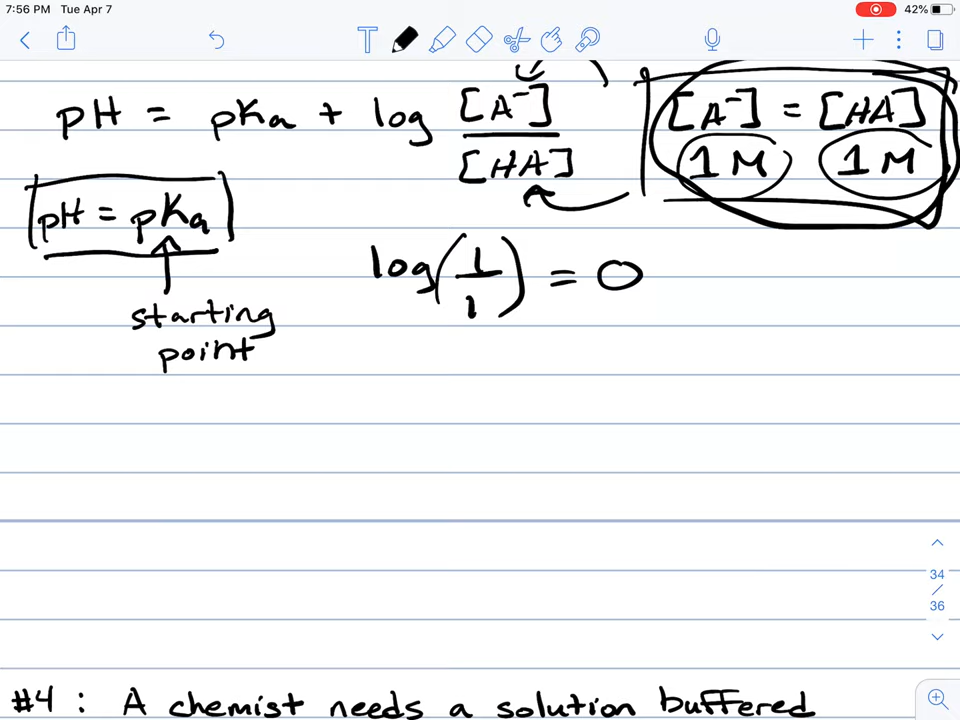 7:56 PM Tue Apr 7
42%
T
pH = pKa + log [A⁻] / [HA]
[A⁻] = [HA]
1 M 1 M
pH = pKa
log(1/1) = 0
starting
point
34
/
36
#4 : A chemist needs a solution buffered